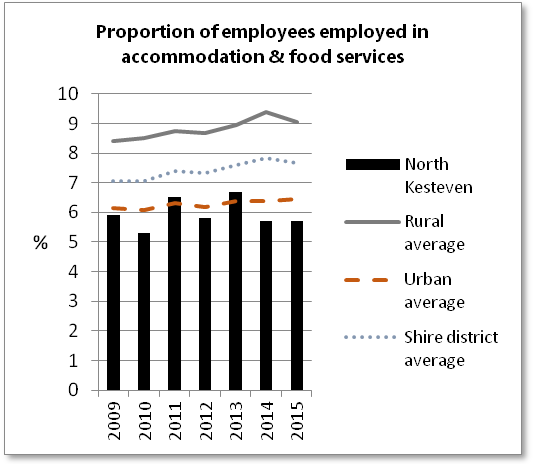 Proportion of employees employed in
accommodation & food services
10
9
8
7
6
5
4
3
2
1
0
%
2009
2010
2011
2012
2013
2014
2015
North
Kesteven
Rural
average
Urban
average
Shire district
average